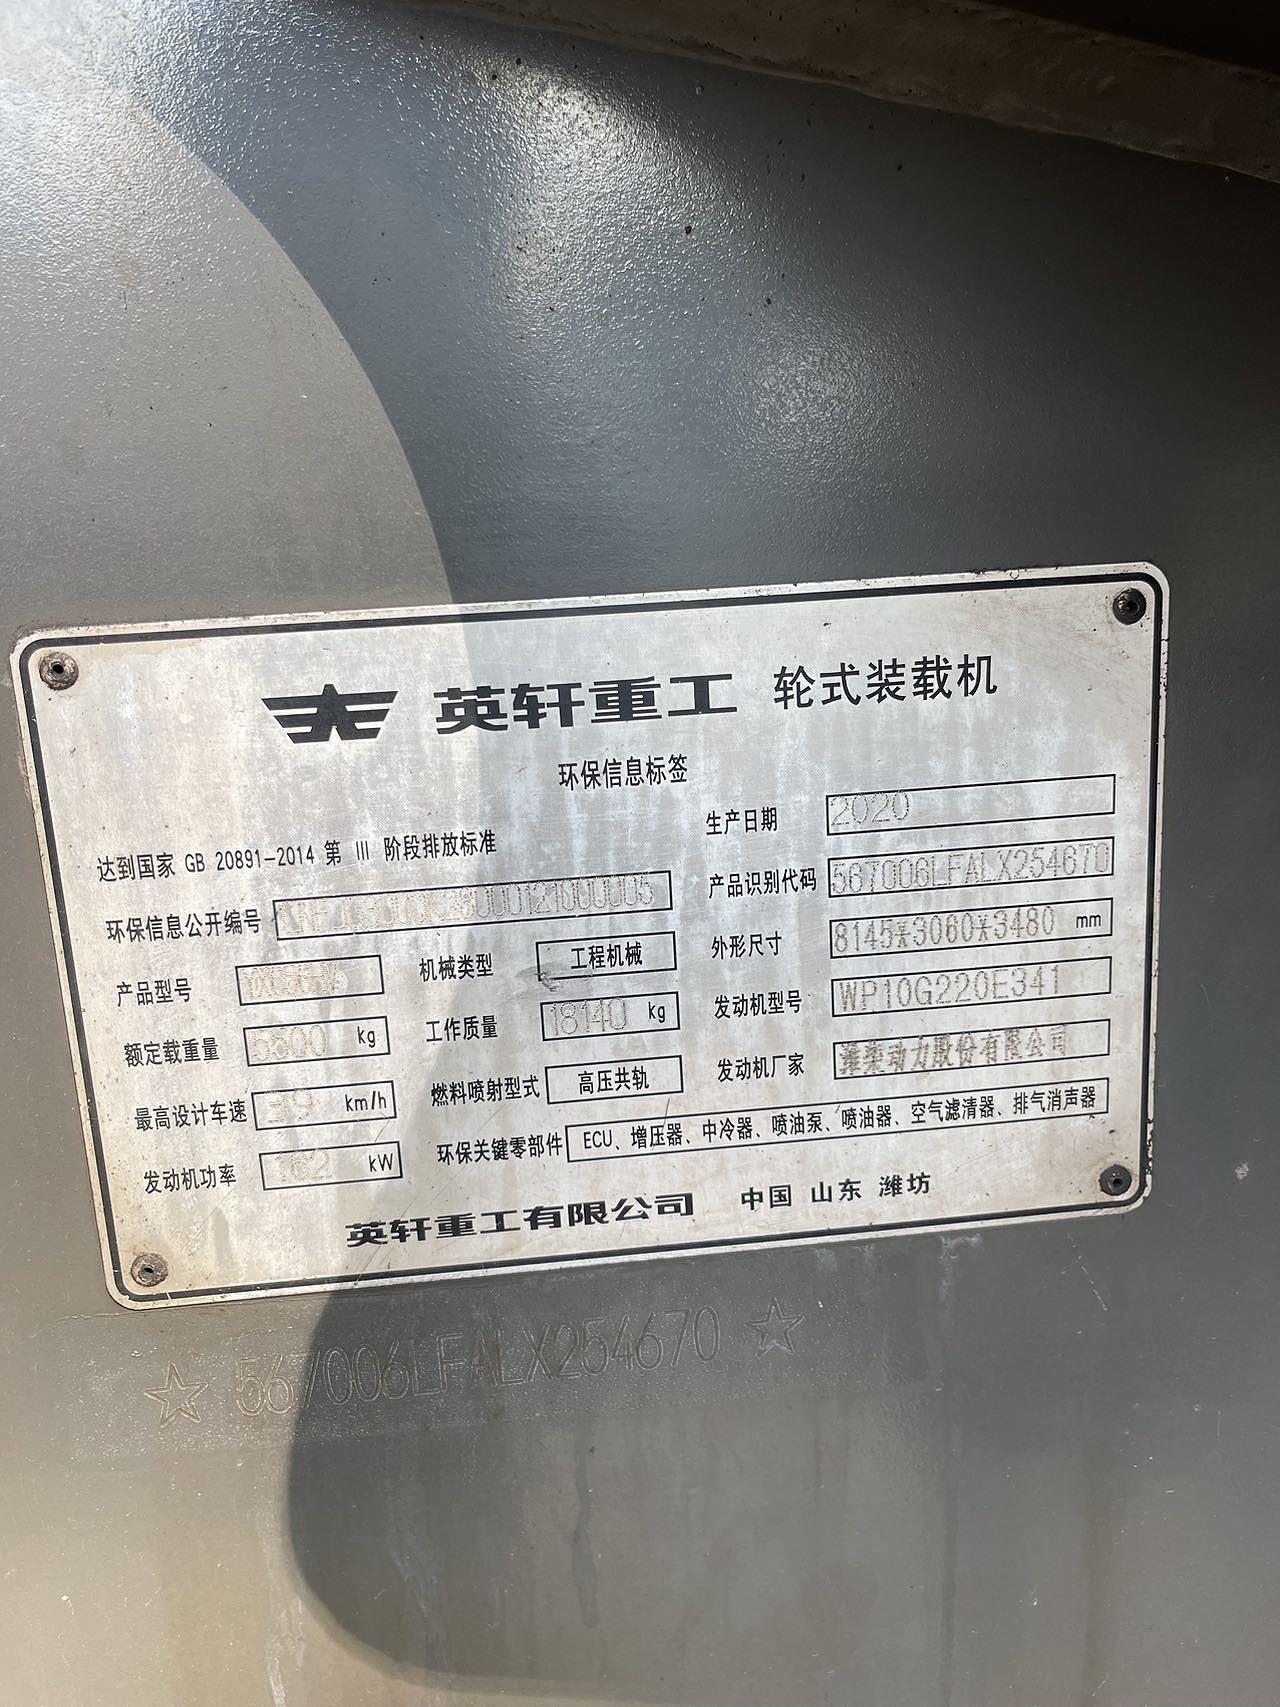 英轩重工 轮式装载机
环保信息标签
达到国家 GB 20891-2014 第 III 阶段排放标准
生产日期 2020
环保信息公开编号
产品识别代码 567006LFALX254670
产品型号
机械类型 工程机械
外形尺寸 8145*3060*3480 mm
额定载重量 kg
工作质量 18140 kg
发动机型号 WP10G220E341
最高设计车速 39 km/h
燃料喷射型式 高压共轨
发动机厂家 潍柴动力股份有限公司
发动机功率 162 kW
环保关键零部件 ECU、增压器、中冷器、喷油泵、喷油器、空气滤清器、排气消声器
英轩重工有限公司 中国 山东 潍坊
☆ 567006LFALX254670 ☆